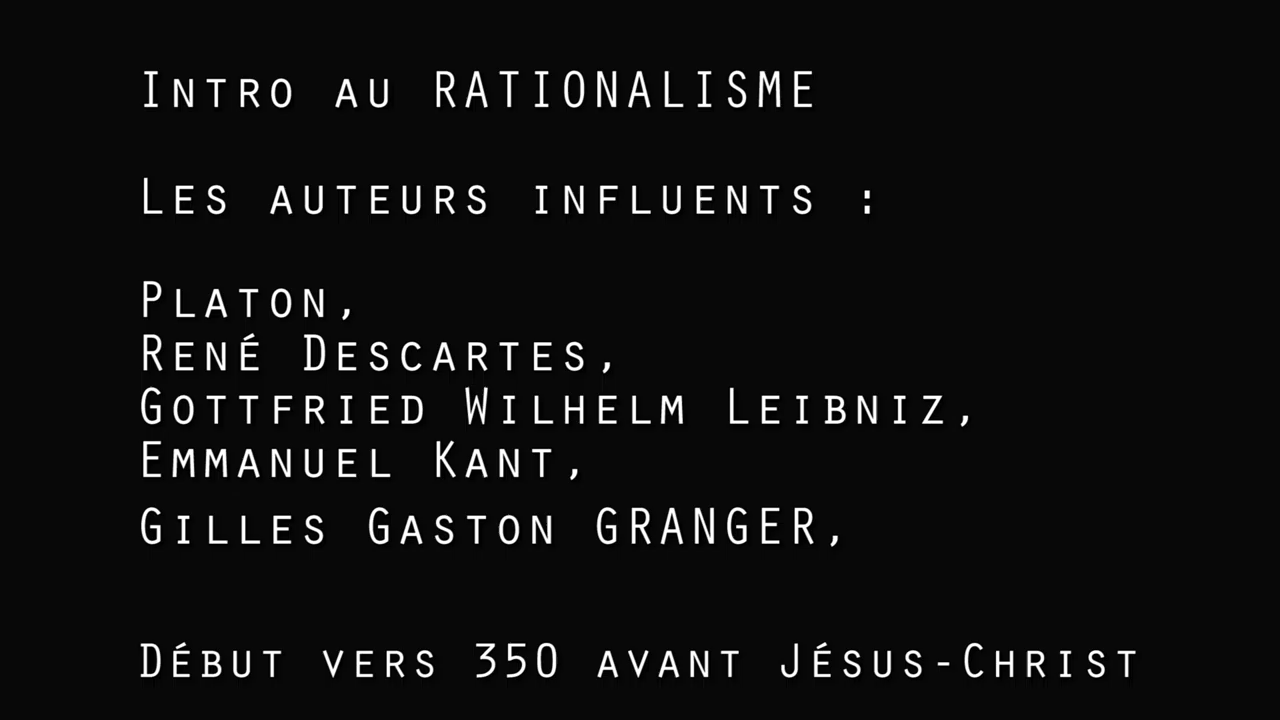 Intro au RATIONALISME
Les auteurs influents :
Platon,
René Descartes,
Gottfried Wilhelm Leibniz,
Emmanuel Kant,
Gilles Gaston GRANGER,
Début vers 350 avant Jésus-Christ